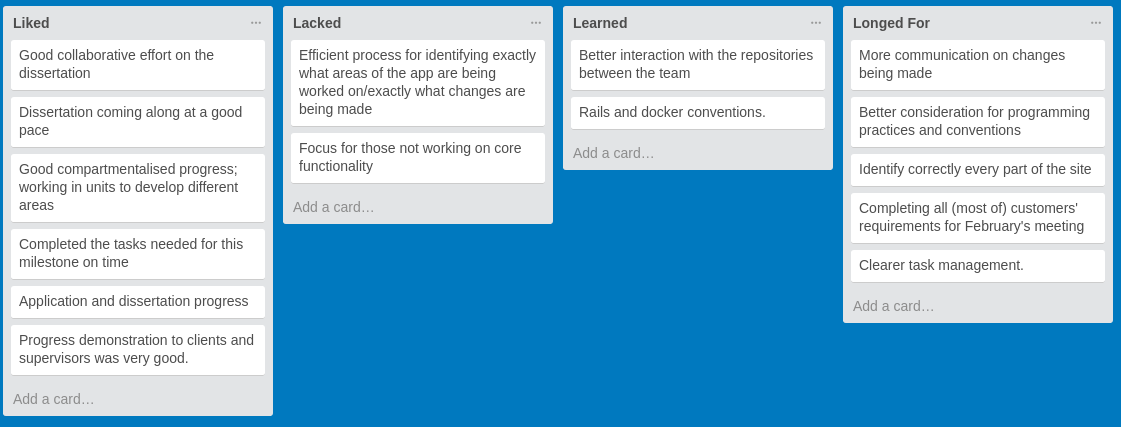 Liked
Good collaborative effort on the
dissertation
Dissertation coming along at a good
pace
Good compartmentalised progress;
working in units to develop different
areas
Completed the tasks needed for this
milestone on time
Application and dissertation progress
Progress demonstration to clients and
supervisors was very good.
Add a card…
Lacked
Efficient process for identifying exactly
what areas of the app are being
worked on/exactly what changes are
being made
Focus for those not working on core
functionality
Add a card…
Learned
Better interaction with the repositories
between the team
Rails and docker conventions.
Add a card…
Longed For
More communication on changes
being made
Better consideration for programming
practices and conventions
Identify correctly every part of the site
Completing all (most of) customers'
requirements for February's meeting
Clearer task management.
Add a card…